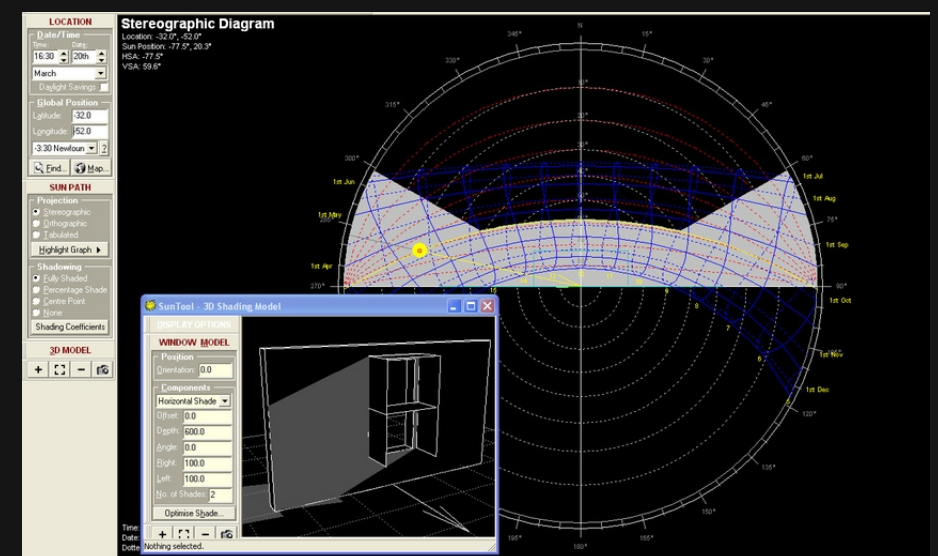 LOCATION
Date/Time
Time: Date:
16:30 20th
March
Daylight Savings
Global Position
Latitude: -32.0
Longitude: -52.0
-3:30 Newfoun ?
Find... Map...
SUN PATH
Projection
Stereographic
Orthographic
Tabulated
Highlight Graph
Shadowing
Fully Shaded
Percentage Shade
Centre Point
None
Shading Coefficients
3D MODEL
Stereographic Diagram
Location: -32.0°, -52.0°
Sun Position: -77.5°, 20.3°
HSA: -77.5°
VSA: 59.6°
N
345° 15°
330° 30°
315° 45°
300° 60°
1st Jun 1st Jul
1st Aug
75°
1st May
1st Sep
1st Apr
270° 90°
1st Oct
9
8
7
6
1st Nov
1st Dec
120°
135°
150°
195° 180°
Time:
Date:
Dotte
SunTool - 3D Shading Model
DISPLAY OPTIONS
WINDOW MODEL
Position
Orientation: 0.0
Components
Horizontal Shade
Offset: 0.0
Depth: 600.0
Angle: 0.0
Right: 100.0
Left: 100.0
No. of Shades: 2
Optimise Shade...
Nothing selected.